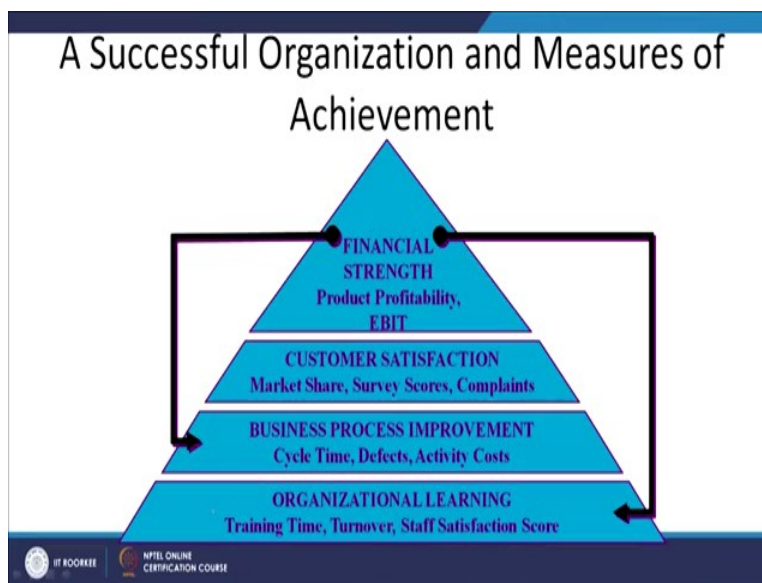 A Successful Organization and Measures of
Achievement
FINANCIAL
STRENGTH
Product Profitability,
EBIT
CUSTOMER SATISFACTION
Market Share, Survey Scores, Complaints
BUSINESS PROCESS IMPROVEMENT
Cycle Time, Defects, Activity Costs
ORGANIZATIONAL LEARNING
Training Time, Turnover, Staff Satisfaction Score
IIT ROORKEE
NPTEL ONLINE
CERTIFICATION COURSE